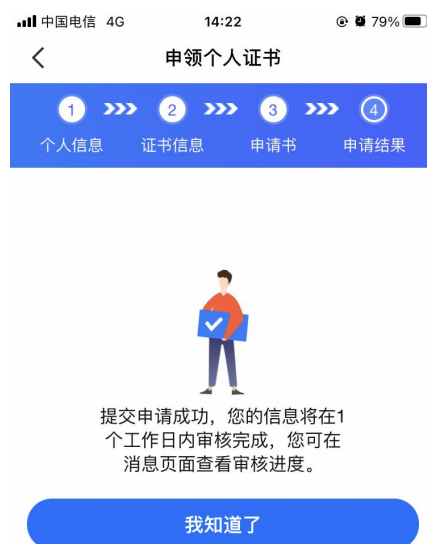 中国电信 4G 14:22 79%
申领个人证书
1 2 3 4
个人信息 证书信息 申请书 申请结果
提交申请成功，您的信息将在1
个工作日内审核完成，您可在
消息页面查看审核进度。
我知道了